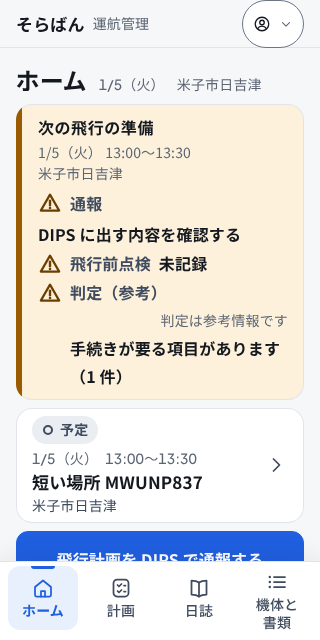 そらばん 運航管理
ホーム 1/5（火） 米子市日吉津
次の飛行の準備
1/5（火） 13:00〜13:30
米子市日吉津
通報
DIPS に出す内容を確認する
飛行前点検 未記録
判定（参考）
判定は参考情報です
手続きが要る項目があります
（1 件）
予定
1/5（火） 13:00〜13:30
短い場所 MWUNP837
米子市日吉津
飛行計画を DIPS で通報する
ホーム 計画 日誌 機体と
書類